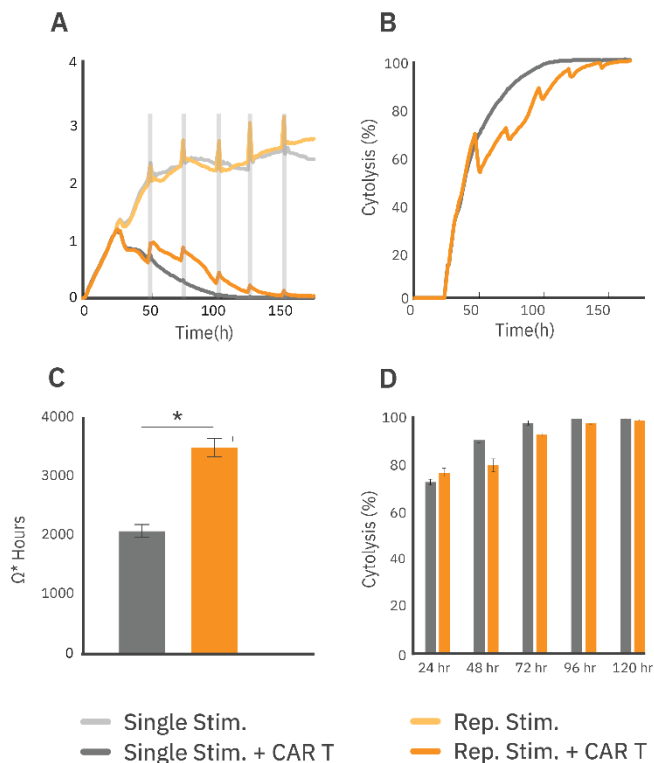 A
4
3
2
1
0
50
100
150
Time(h)
B
Cytolysis (%)
100
80
60
40
20
0
0
50
100
150
Time(h)
C
Ω* Hours
4000
3000
2000
1000
0
*
D
Cytolysis (%)
100
80
60
40
20
0
24 hr 48 hr 72 hr 96 hr 120 hr
Single Stim.
Single Stim. + CAR T
Rep. Stim.
Rep. Stim. + CAR T